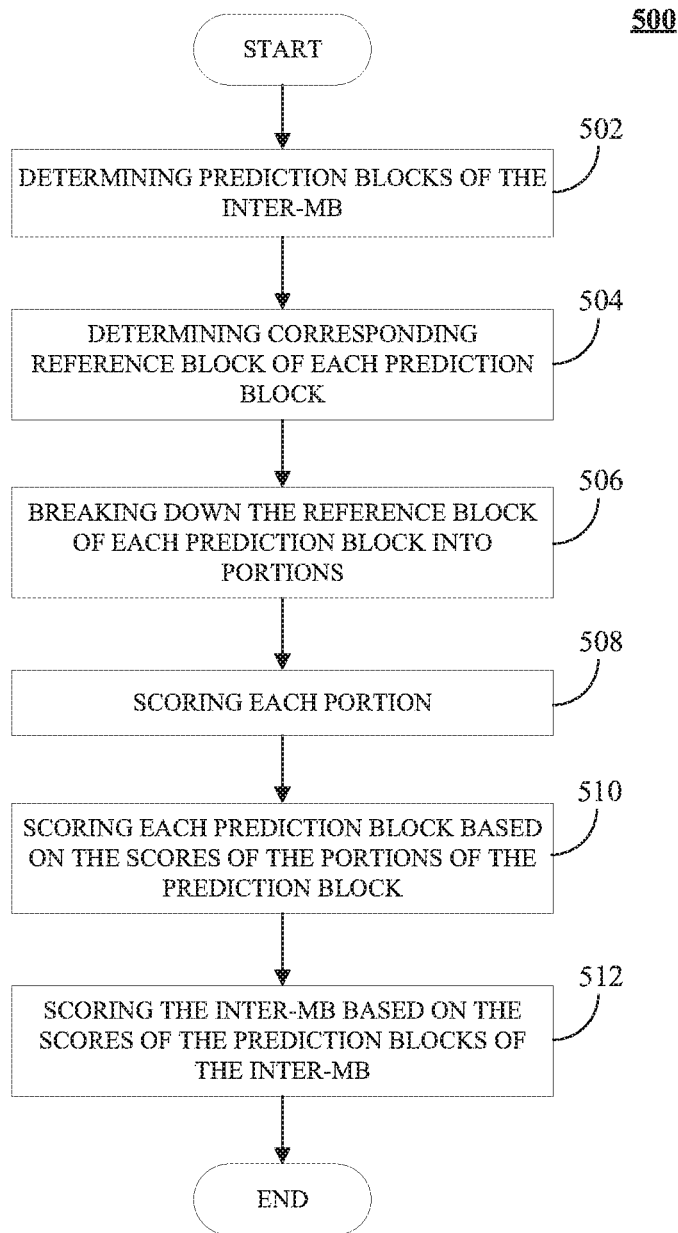 500
START
502
DETERMINING PREDICTION BLOCKS OF THE
INTER-MB
504
DETERMINING CORRESPONDING
REFERENCE BLOCK OF EACH PREDICTION
BLOCK
506
BREAKING DOWN THE REFERENCE BLOCK
OF EACH PREDICTION BLOCK INTO
PORTIONS
508
SCORING EACH PORTION
510
SCORING EACH PREDICTION BLOCK BASED
ON THE SCORES OF THE PORTIONS OF THE
PREDICTION BLOCK
512
SCORING THE INTER-MB BASED ON THE
SCORES OF THE PREDICTION BLOCKS OF
THE INTER-MB
END